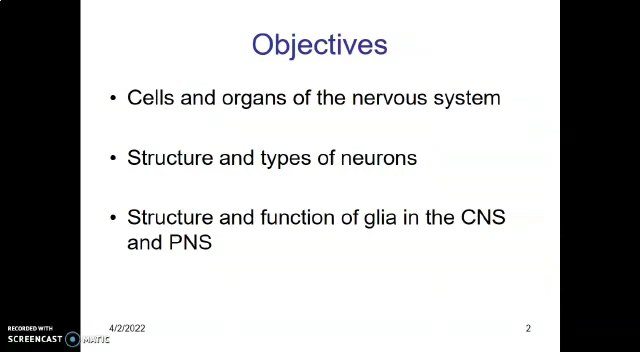 Objectives
• Cells and organs of the nervous system
• Structure and types of neurons
• Structure and function of glia in the CNS
and PNS
RECORDED WITH
SCREENCAST MATIC
4/2/2022
2